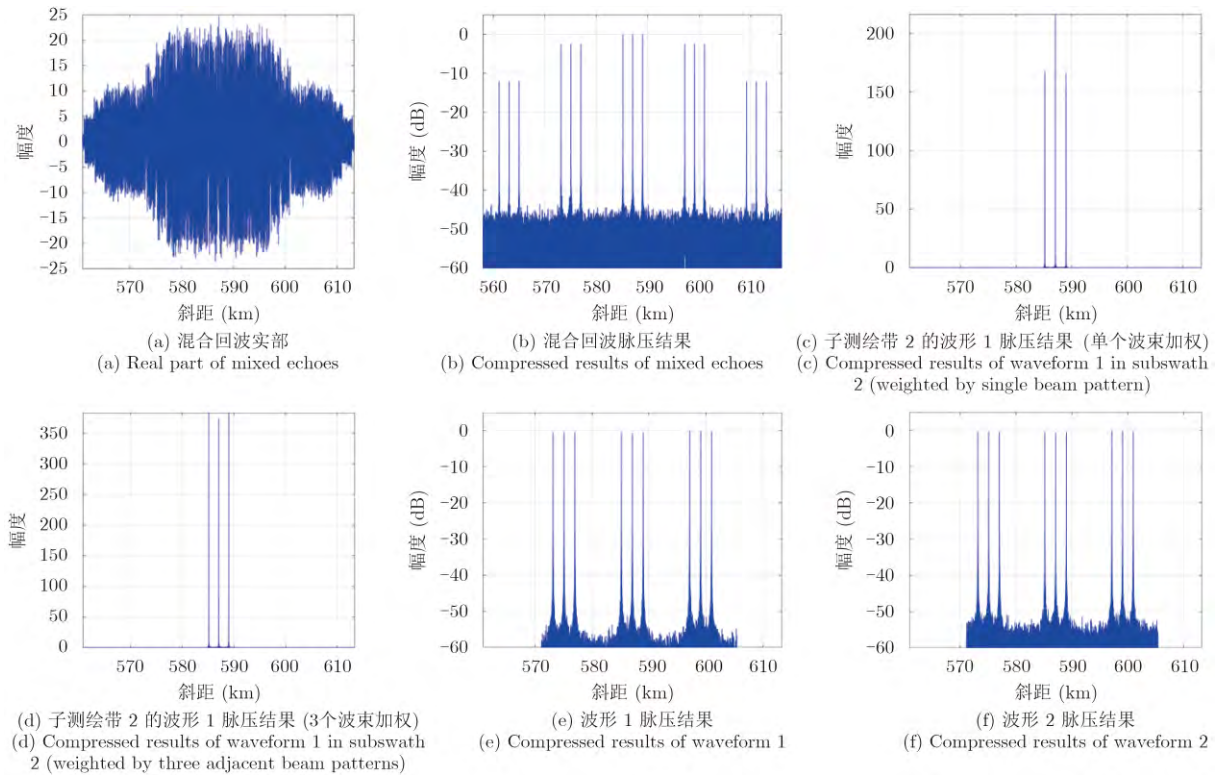 25
20
15
10
5
0
−5
−10
−15
−20
−25
幅度
570 580 590 600 610
斜距 (km)
(a) 混合回波实部
(a) Real part of mixed echoes
0
−10
−20
−30
−40
−50
−60
幅度 (dB)
560 570 580 590 600 610
斜距 (km)
(b) 混合回波脉压结果
(b) Compressed results of mixed echoes
200
150
100
50
0
幅度
570 580 590 600 610
斜距 (km)
(c) 子测绘带 2 的波形 1 脉压结果 (单个波束加权)
(c) Compressed results of waveform 1 in subswath
2 (weighted by single beam pattern)
350
300
250
200
150
100
50
0
幅度
570 580 590 600 610
斜距 (km)
(d) 子测绘带 2 的波形 1 脉压结果 (3个波束加权)
(d) Compressed results of waveform 1 in subswath
2 (weighted by three adjacent beam patterns)
0
−10
−20
−30
−40
−50
−60
幅度 (dB)
570 580 590 600 610
斜距 (km)
(e) 波形 1 脉压结果
(e) Compressed results of waveform 1
0
−10
−20
−30
−40
−50
−60
幅度 (dB)
570 580 590 600 610
斜距 (km)
(f) 波形 2 脉压结果
(f) Compressed results of waveform 2